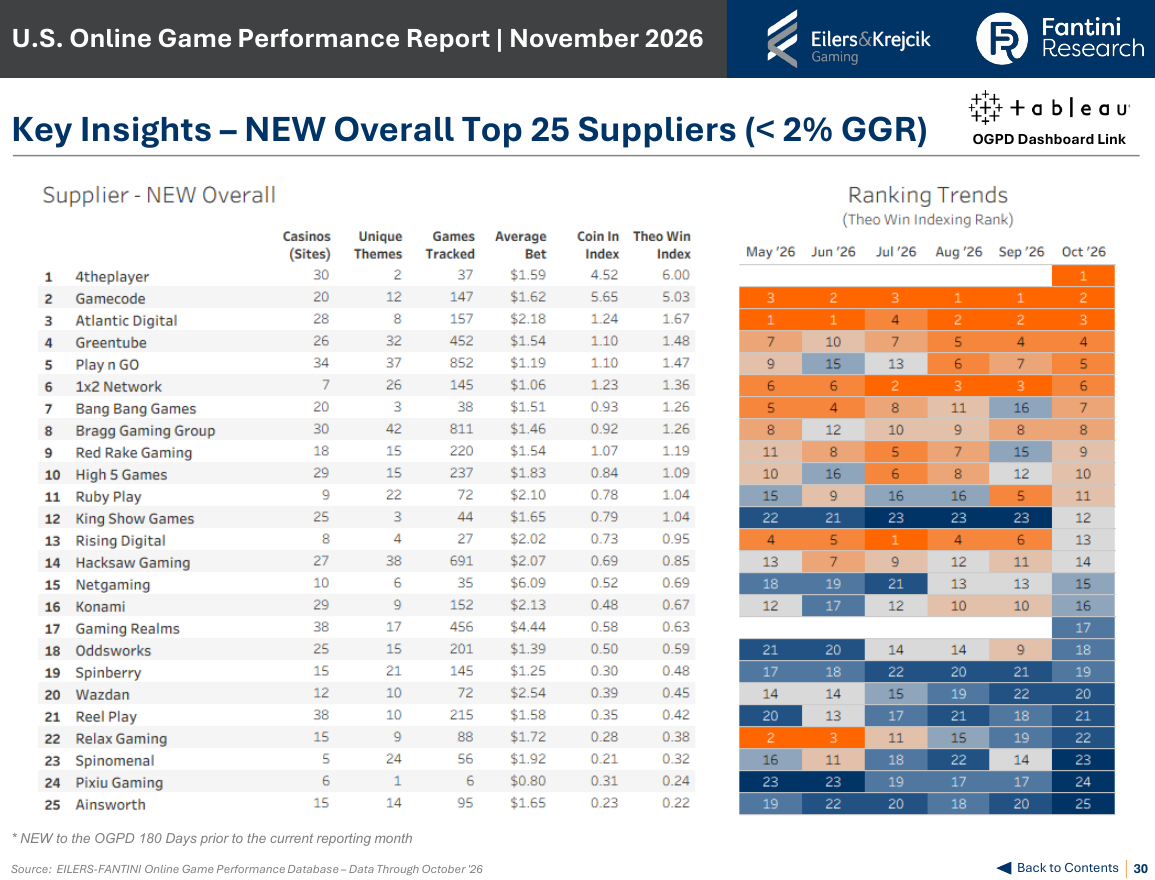 U.S. Online Game Performance Report | November 2026
Eilers&Krejcik
Gaming
Fantini
Research
Key Insights – NEW Overall Top 25 Suppliers (< 2% GGR)
+ableau
OGPD Dashboard Link
Supplier - NEW Overall
Ranking Trends
(Theo Win Indexing Rank)
Casinos (Sites) Unique Themes Games Tracked Average Bet Coin In Index Theo Win Index May '26 Jun '26 Jul '26 Aug '26 Sep '26 Oct '26
1 4theplayer 30 2 37 $1.59 4.52 6.00 1
2 Gamecode 20 12 147 $1.62 5.65 5.03 3 2 3 1 1 2
3 Atlantic Digital 28 8 157 $2.18 1.24 1.67 1 1 4 2 2 3
4 Greentube 26 32 452 $1.54 1.10 1.48 7 10 7 5 4 4
5 Play n GO 34 37 852 $1.19 1.10 1.47 9 15 13 6 7 5
6 1x2 Network 7 26 145 $1.06 1.23 1.36 6 6 2 3 3 6
7 Bang Bang Games 20 3 38 $1.51 0.93 1.26 5 4 8 11 16 7
8 Bragg Gaming Group 30 42 811 $1.46 0.92 1.26 8 12 10 9 8 8
9 Red Rake Gaming 18 15 220 $1.54 1.07 1.19 11 8 5 7 15 9
10 High 5 Games 29 15 237 $1.83 0.84 1.09 10 16 6 8 12 10
11 Ruby Play 9 22 72 $2.10 0.78 1.04 15 9 16 16 5 11
12 King Show Games 25 3 44 $1.65 0.79 1.04 22 21 23 23 23 12
13 Rising Digital 8 4 27 $2.02 0.73 0.95 4 5 1 4 6 13
14 Hacksaw Gaming 27 38 691 $2.07 0.69 0.85 13 7 9 12 11 14
15 Netgaming 10 6 35 $6.09 0.52 0.69 18 19 21 13 13 15
16 Konami 29 9 152 $2.13 0.48 0.67 12 17 12 10 10 16
17 Gaming Realms 38 17 456 $4.44 0.58 0.63 17
18 Oddsworks 25 15 201 $1.39 0.50 0.59 21 20 14 14 9 18
19 Spinberry 15 21 145 $1.25 0.30 0.48 17 18 22 20 21 19
20 Wazdan 12 10 72 $2.54 0.39 0.45 14 14 15 19 22 20
21 Reel Play 38 10 215 $1.58 0.35 0.42 20 13 17 21 18 21
22 Relax Gaming 15 9 88 $1.72 0.28 0.38 2 3 11 15 19 22
23 Spinomenal 5 24 56 $1.92 0.21 0.32 16 11 18 22 14 23
24 Pixiu Gaming 6 1 6 $0.80 0.31 0.24 23 23 19 17 17 24
25 Ainsworth 15 14 95 $1.65 0.23 0.22 19 22 20 18 20 25
* NEW to the OGPD 180 Days prior to the current reporting month
Source: EILERS-FANTINI Online Game Performance Database – Data Through October '26
Back to Contents | 30